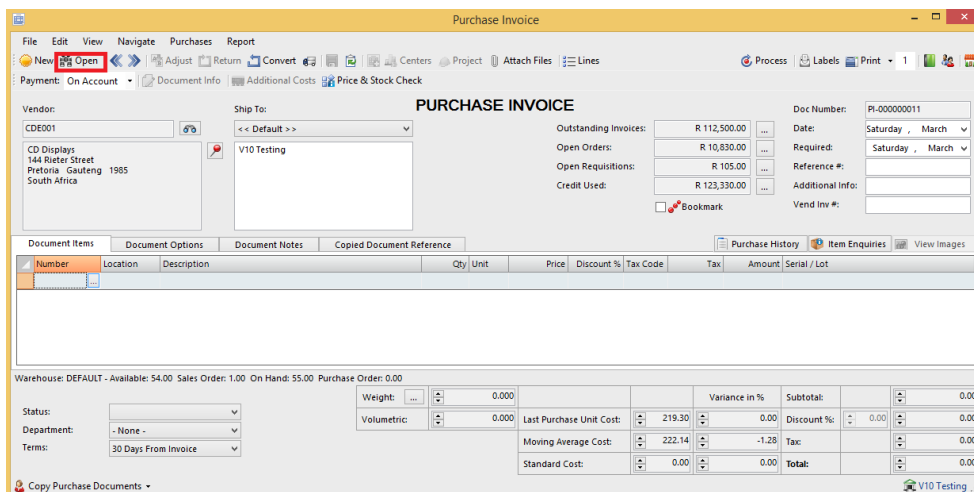 Purchase Invoice
File Edit View Navigate Purchases Report
New Open Adjust Return Convert Centers Project Attach Files Lines Process Labels Print 1
Payment: On Account Document Info Additional Costs Price & Stock Check
PURCHASE INVOICE
Vendor:
CDE001
CD Displays
144 Rieter Street
Pretoria Gauteng 1985
South Africa
Ship To:
<< Default >>
V10 Testing
Outstanding Invoices: R 112,500.00 ...
Open Orders: R 10,830.00 ...
Open Requisitions: R 105.00 ...
Credit Used: R 123,330.00 ...
Bookmark
Doc Number: PI-000000011
Date: Saturday , March
Required: Saturday , March
Reference #:
Additional Info:
Vend Inv #:
Document Items Document Options Document Notes Copied Document Reference Purchase History Item Enquiries View Images
Number Location Description Qty Unit Price Discount % Tax Code Tax Amount Serial / Lot
...
Warehouse: DEFAULT - Available: 54.00 Sales Order: 1.00 On Hand: 55.00 Purchase Order: 0.00
Status:
Department: - None -
Terms: 30 Days From Invoice
Weight: ... 0.000
Volumetric: 0.000
Variance in %
Last Purchase Unit Cost: 219.30 0.00
Moving Average Cost: 222.14 -1.28
Standard Cost: 0.00 0.00
Subtotal: 0.00
Discount %: 0.00 0.00
Tax: 0.00
Total: 0.00
Copy Purchase Documents V10 Testing